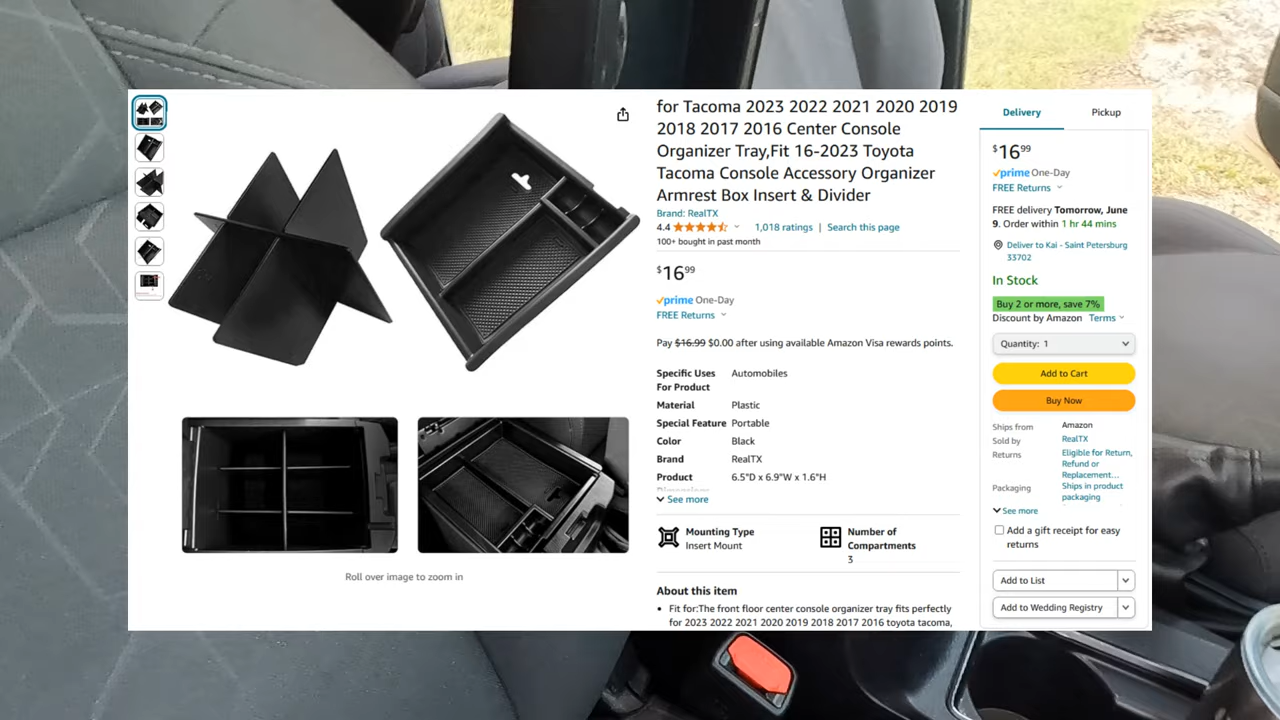 for Tacoma 2023 2022 2021 2020 2019
2018 2017 2016 Center Console
Organizer Tray,Fit 16-2023 Toyota
Tacoma Console Accessory Organizer
Armrest Box Insert & Divider
Brand: RealTX
4.4 1,018 ratings | Search this page
100+ bought in past month
$16 99
prime One-Day
FREE Returns
Pay $16.99 $0.00 after using available Amazon Visa rewards points.
Specific Uses For Product Automobiles
Material Plastic
Special Feature Portable
Color Black
Brand RealTX
Product 6.5"D x 6.9"W x 1.6"H
See more
Mounting Type
Insert Mount
Number of
Compartments
3
About this item
• Fit for:The front floor center console organizer tray fits perfectly
for 2023 2022 2021 2020 2019 2018 2017 2016 toyota tacoma,
Roll over image to zoom in
Delivery Pickup
$16 99
prime One-Day
FREE Returns
FREE delivery Tomorrow, June
9. Order within 1 hr 44 mins
Deliver to Kai - Saint Petersburg
33702
In Stock
Buy 2 or more, save 7%
Discount by Amazon Terms
Quantity: 1
Add to Cart
Buy Now
Ships from Amazon
Sold by RealTX
Returns Eligible for Return,
Refund or
Replacement...
Packaging Ships in product
packaging
See more
Add a gift receipt for easy
returns
Add to List
Add to Wedding Registry